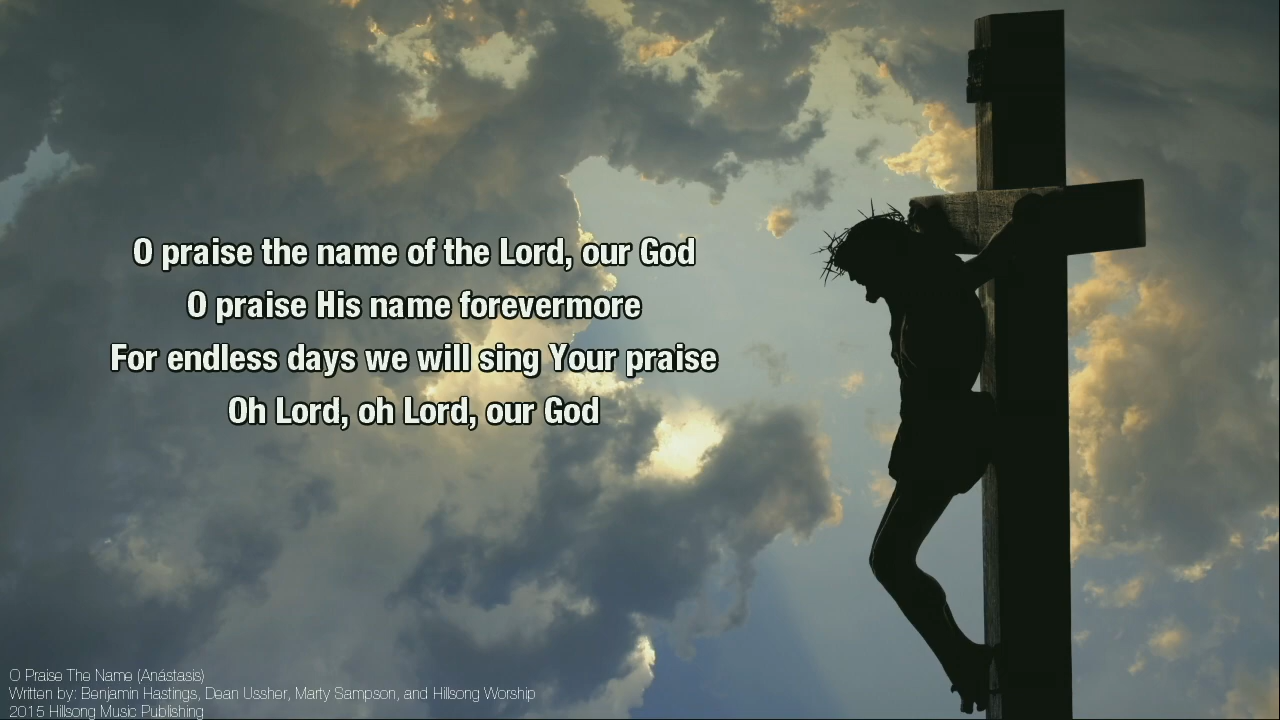 O praise the name of the Lord, our God
O praise His name forevermore
For endless days we will sing Your praise
Oh Lord, oh Lord, our God
O Praise The Name (Anástasis)
Written by: Benjamin Hastings, Dean Ussher, Marty Sampson, and Hillsong Worship
2015 Hillsong Music Publishing